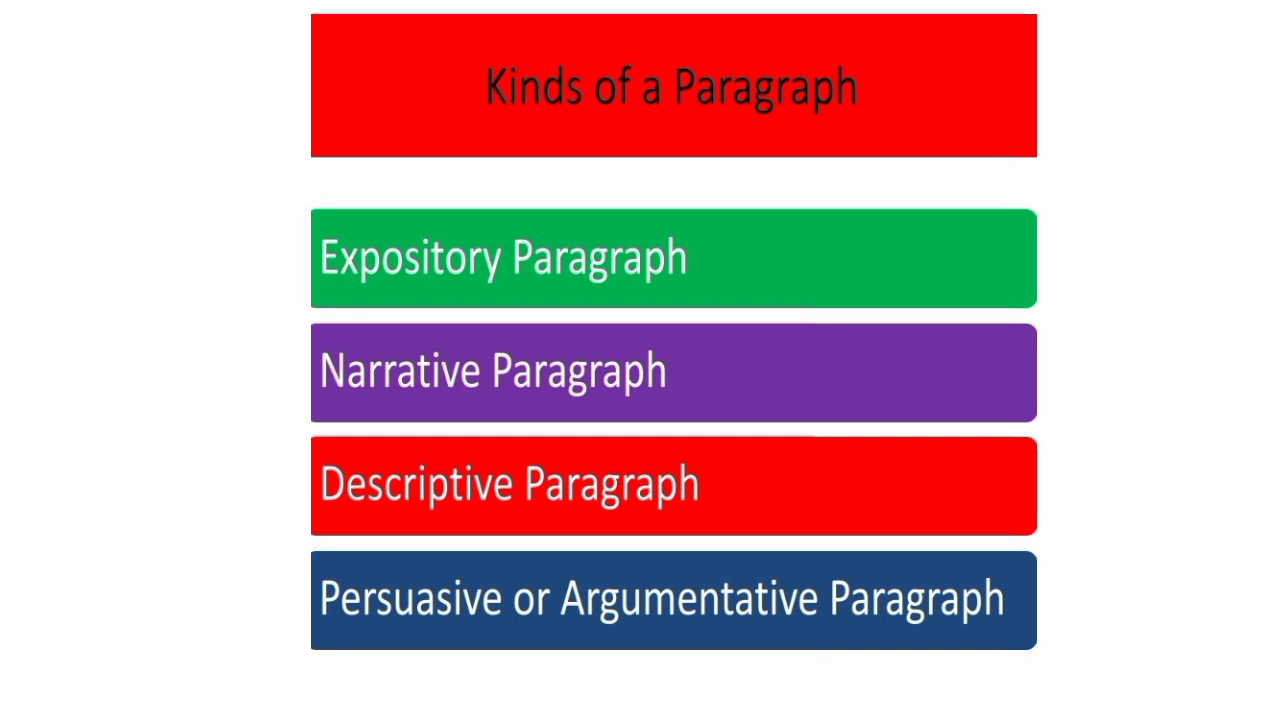 Kinds of a Paragraph
Expository Paragraph
Narrative Paragraph
Descriptive Paragraph
Persuasive or Argumentative Paragraph